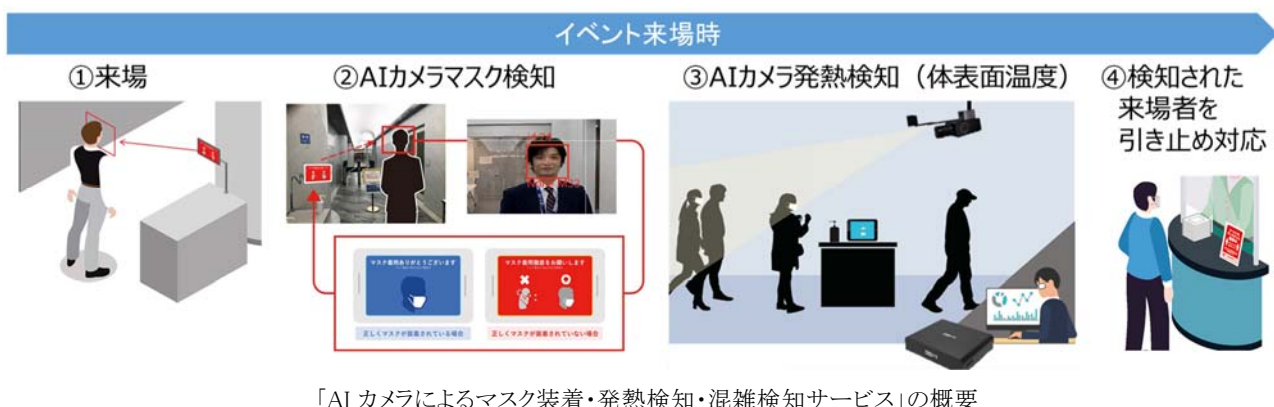 イベント来場時
①来場
②AIカメラマスク検知
③AIカメラ発熱検知（体表面温度）
④検知された
来場者を
引き止め対応
マスク着用ありがとうございます
マスク着用徹底をお願いします
正しくマスクが装着されている場合
正しくマスクが装着されていない場合
「AI カメラによるマスク装着・発熱検知・混雑検知サービス」の概要